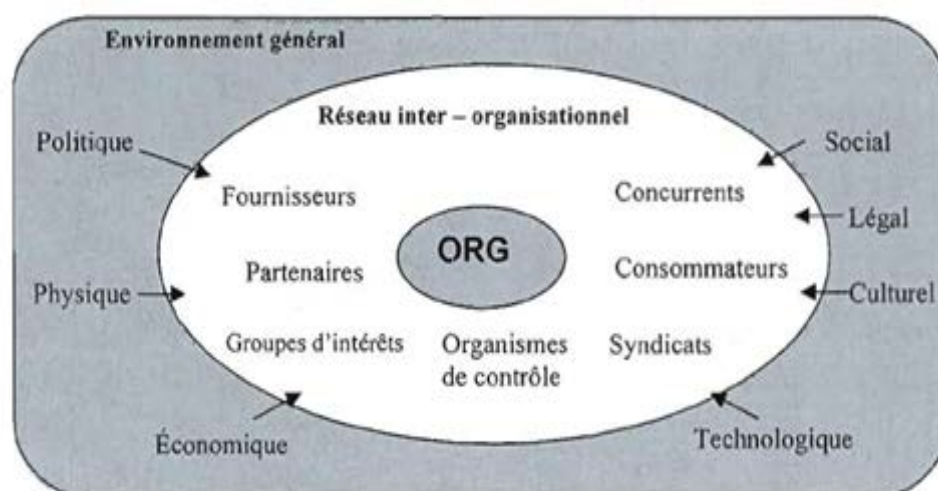 Environnement général
Réseau inter – organisationnel
Politique
Social
Fournisseurs
Concurrents
Légal
ORG
Partenaires
Consommateurs
Physique
Culturel
Groupes d'intérêts
Organismes
de contrôle
Syndicats
Économique
Technologique